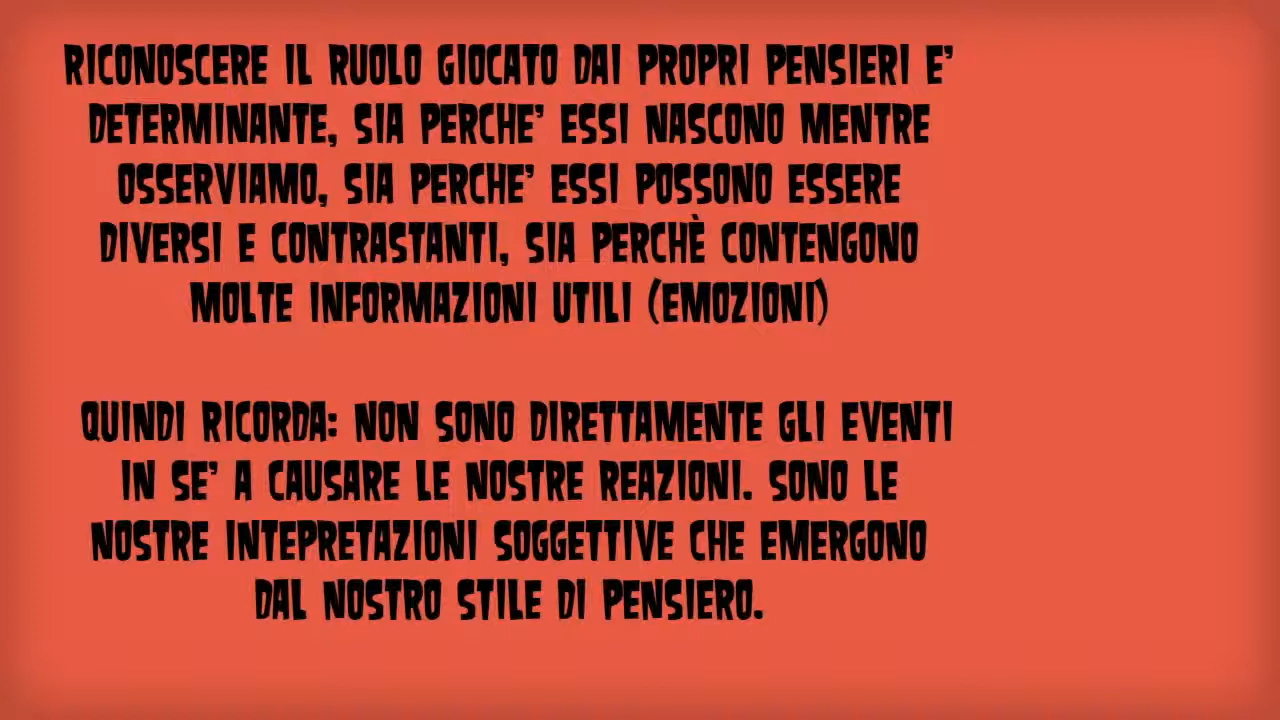 RICONOSCERE IL RUOLO GIOCATO DAI PROPRI PENSIERI E'
DETERMINANTE, SIA PERCHE' ESSI NASCONO MENTRE
OSSERVIAMO, SIA PERCHE' ESSI POSSONO ESSERE
DIVERSI E CONTRASTANTI, SIA PERCHÈ CONTENGONO
MOLTE INFORMAZIONI UTILI (EMOZIONI)
QUINDI RICORDA: NON SONO DIRETTAMENTE GLI EVENTI
IN SE' A CAUSARE LE NOSTRE REAZIONI. SONO LE
NOSTRE INTEPRETAZIONI SOGGETTIVE CHE EMERGONO
DAL NOSTRO STILE DI PENSIERO.